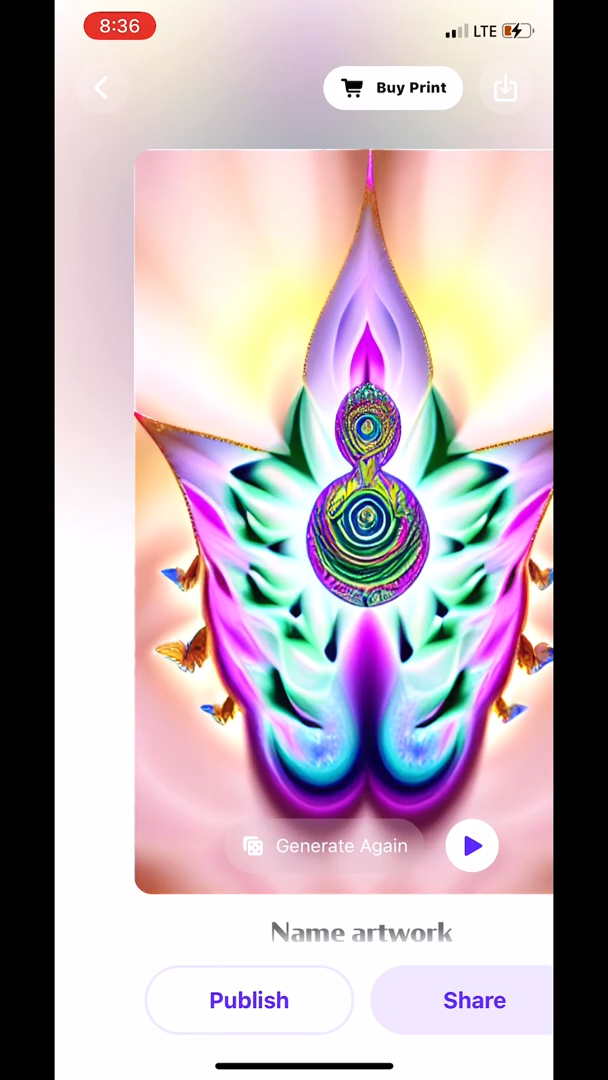 8:36
LTE
Buy Print
Generate Again
Name artwork
Publish
Share